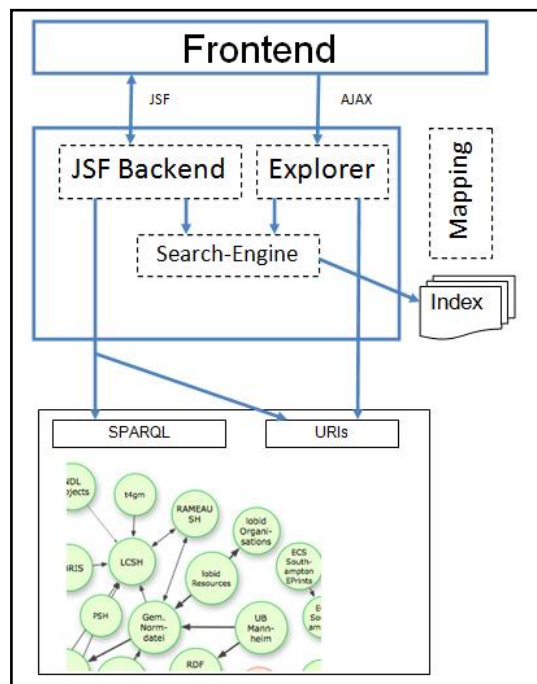 Frontend
JSF
AJAX
JSF Backend
Explorer
Mapping
Search-Engine
Index
SPARQL
URIs
t4gm
RAMEAU
SH
lobid
Organi-
sations
LCSH
lobid
Resources
ECS
South-
ampton
EPrints
PSH
Gem.
Norm-
datei
UB
Mann-
heim
RDF